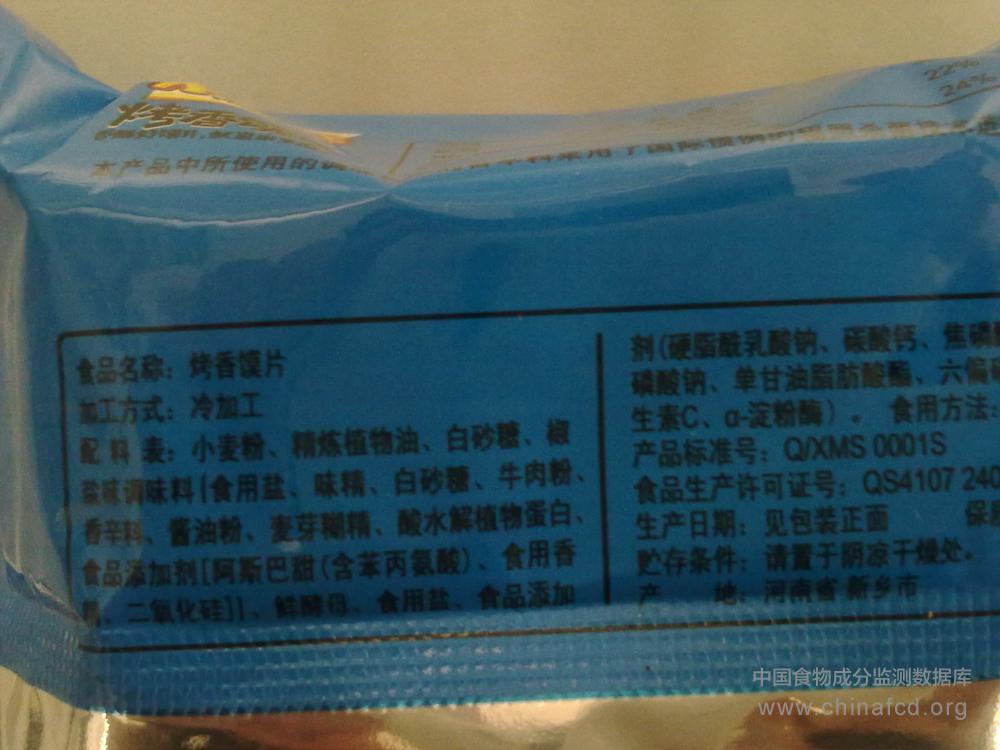 22%
24%
烤香
本产品中所使用的调
食品名称：烤香馍片
加工方式：冷加工
配 料 表：小麦粉、精炼植物油、白砂糖、椒
盐味调味料[食用盐、味精、白砂糖、牛肉粉、
香辛料、酱油粉、麦芽糊精、酸水解植物蛋白、
食品添加剂[阿斯巴甜(含苯丙氨酸)、食用香
、二氧化硅]]、鲜酵母、食用盐、食品添加
剂(硬脂酰乳酸钠、碳酸钙、焦磷
磷酸钠、单甘油脂肪酸酯、六偏
生素C、α-淀粉酶)。 食用方法：
产品标准号：Q/XMS 0001S
食品生产许可证号：QS4107 240
生产日期：见包装正面 保质
贮存条件：请置于阴凉干燥处。
产 地：河南省 新乡市
中国食物成分监测数据库
www.chinafcd.org